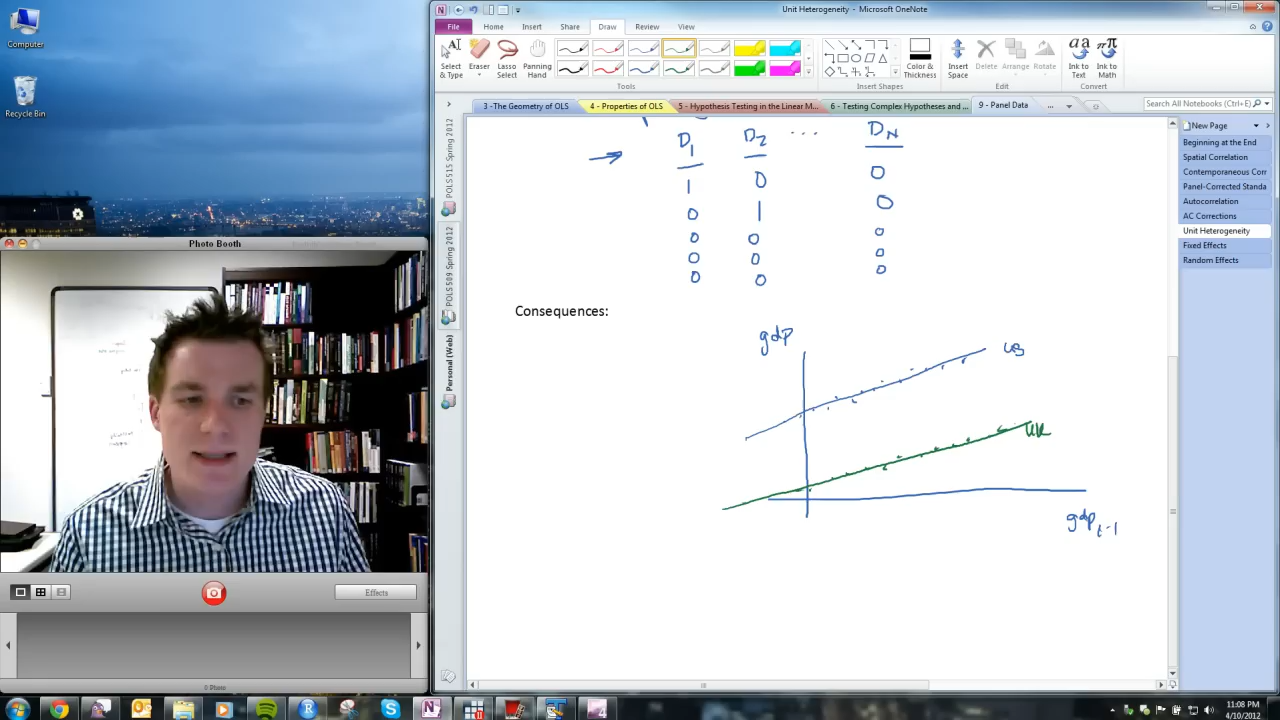 Computer
Recycle Bin
Photo Booth
Effects
0 Photo
Unit Heterogeneity - Microsoft OneNote
File Home Insert Share Draw Review View
Select & Type
Eraser
Lasso Select
Panning Hand
Color & Thickness
Insert Space
Delete
Arrange
Rotate
Ink to Text
Ink to Math
Tools
Insert Shapes
Edit
Convert
3 -The Geometry of OLS
4 - Properties of OLS
5 - Hypothesis Testing in the Linear M...
6 - Testing Complex Hypotheses and ...
9 - Panel Data
...
Search All Notebooks (Ctrl+E)
POLS 515 Spring 2012
POLS 509 Spring 2012
Personal (Web)
New Page
Beginning at the End
Spatial Correlation
Contemporaneous Corr
Panel-Corrected Standa
Autocorrelation
AC Corrections
Unit Heterogeneity
Fixed Effects
Random Effects
D1 D2 ... DN
1 0 0
0 1 0
0 0 0
0 0 0
0 0 0
Consequences:
gdp
US
UK
gdp t-1
11:08 PM
4/10/2012